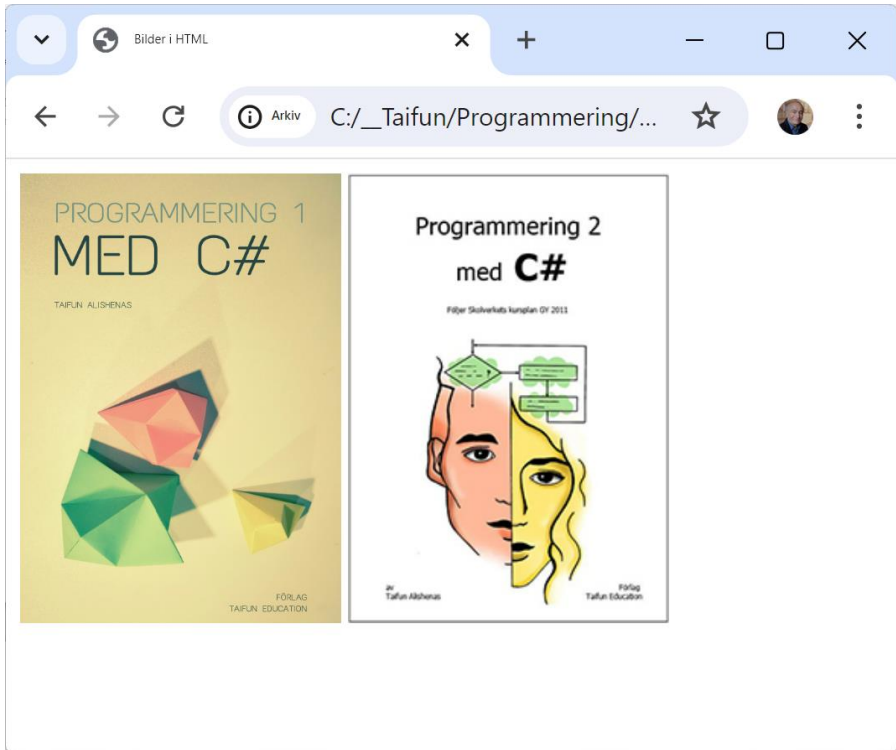 Bilder i HTML
Arkiv
C:/__Taifun/Programmering/...
PROGRAMMERING 1
MED C#
TAIFUN ALISHENAS
FÖRLAG
TAIFUN EDUCATION
Programmering 2
med C#
Följer Skolverkets kursplan GY 2011
av
Taifun Alishenas
Förlag
Taifun Education